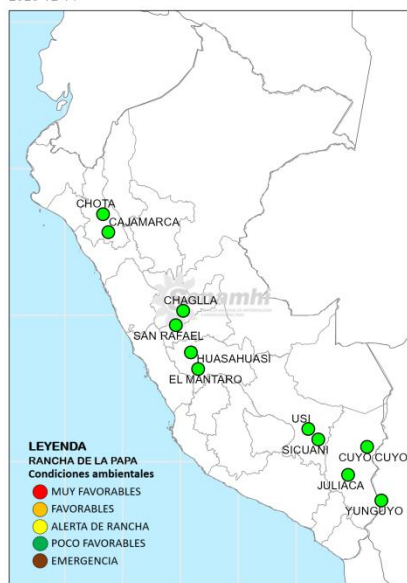 CHOTA
CAJAMARCA
CHAGLLA
SAN RAFAEL
HUASAHUASI
EL MANTARO
USI
SICUANI
CUYO CUYO
JULIACA
YUNGUYO
LEYENDA
RANCHA DE LA PAPA
Condiciones ambientales
MUY FAVORABLES
FAVORABLES
ALERTA DE RANCHA
POCO FAVORABLES
EMERGENCIA